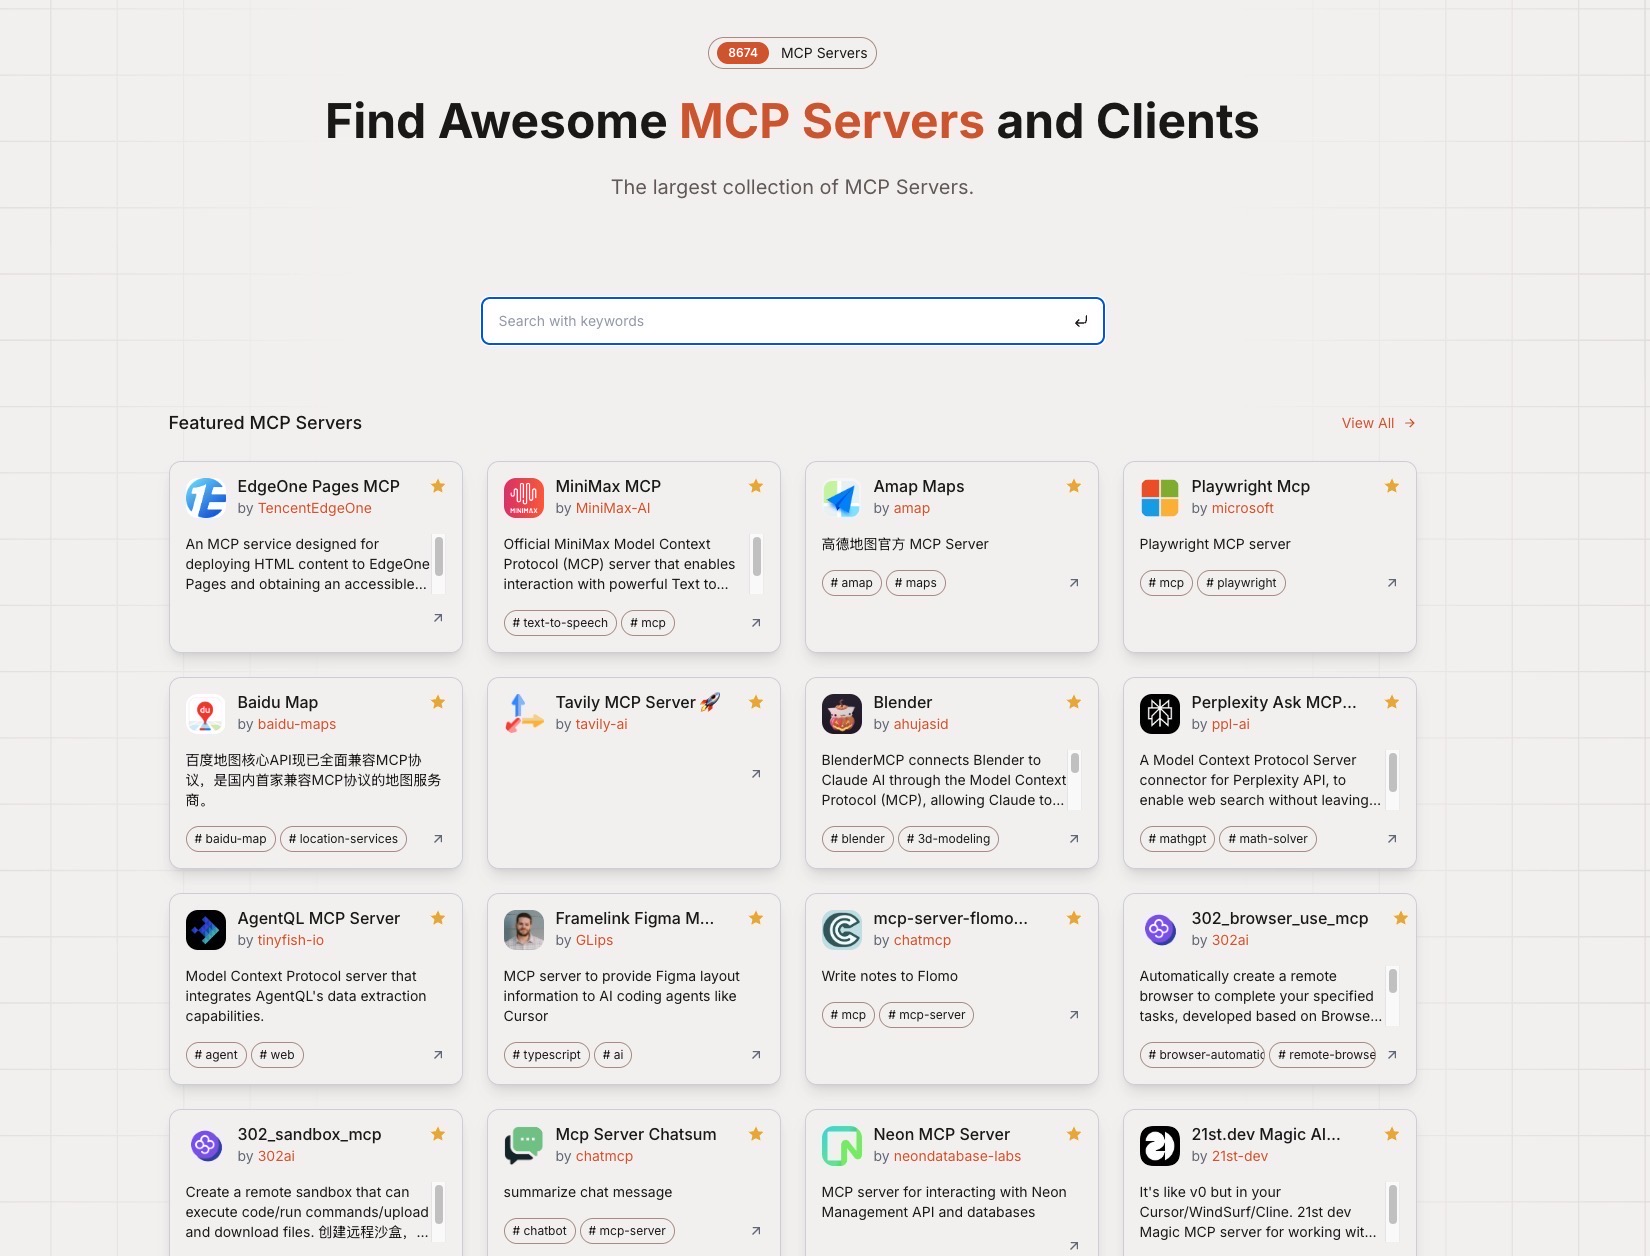 8674 MCP Servers
Find Awesome MCP Servers and Clients
The largest collection of MCP Servers.
Search with keywords
Featured MCP Servers
View All
EdgeOne Pages MCP
by TencentEdgeOne
An MCP service designed for
deploying HTML content to EdgeOne
Pages and obtaining an accessible...
MiniMax MCP
by MiniMax-AI
Official MiniMax Model Context
Protocol (MCP) server that enables
interaction with powerful Text to...
# text-to-speech # mcp
Amap Maps
by amap
高德地图官方 MCP Server
# amap # maps
Playwright Mcp
by microsoft
Playwright MCP server
# mcp # playwright
Baidu Map
by baidu-maps
百度地图核心API现已全面兼容MCP协
议，是国内首家兼容MCP协议的地图服务
商。
# baidu-map # location-services
Tavily MCP Server 🚀
by tavily-ai
Blender
by ahujasid
BlenderMCP connects Blender to
Claude AI through the Model Context
Protocol (MCP), allowing Claude to...
# blender # 3d-modeling
Perplexity Ask MCP...
by ppl-ai
A Model Context Protocol Server
connector for Perplexity API, to
enable web search without leaving...
# mathgpt # math-solver
AgentQL MCP Server
by tinyfish-io
Model Context Protocol server that
integrates AgentQL's data extraction
capabilities.
# agent # web
Framelink Figma M...
by GLips
MCP server to provide Figma layout
information to AI coding agents like
Cursor
# typescript # ai
mcp-server-flomo...
by chatmcp
Write notes to Flomo
# mcp # mcp-server
302_browser_use_mcp
by 302ai
Automatically create a remote
browser to complete your specified
tasks, developed based on Browse...
# browser-automatic # remote-browse
302_sandbox_mcp
by 302ai
Create a remote sandbox that can
execute code/run commands/upload
and download files. 创建远程沙盒，...
Mcp Server Chatsum
by chatmcp
summarize chat message
# chatbot # mcp-server
Neon MCP Server
by neondatabase-labs
MCP server for interacting with Neon
Management API and databases
21st.dev Magic AI...
by 21st-dev
It's like v0 but in your
Cursor/WindSurf/Cline. 21st dev
Magic MCP server for working wit...
MINIMAX
du